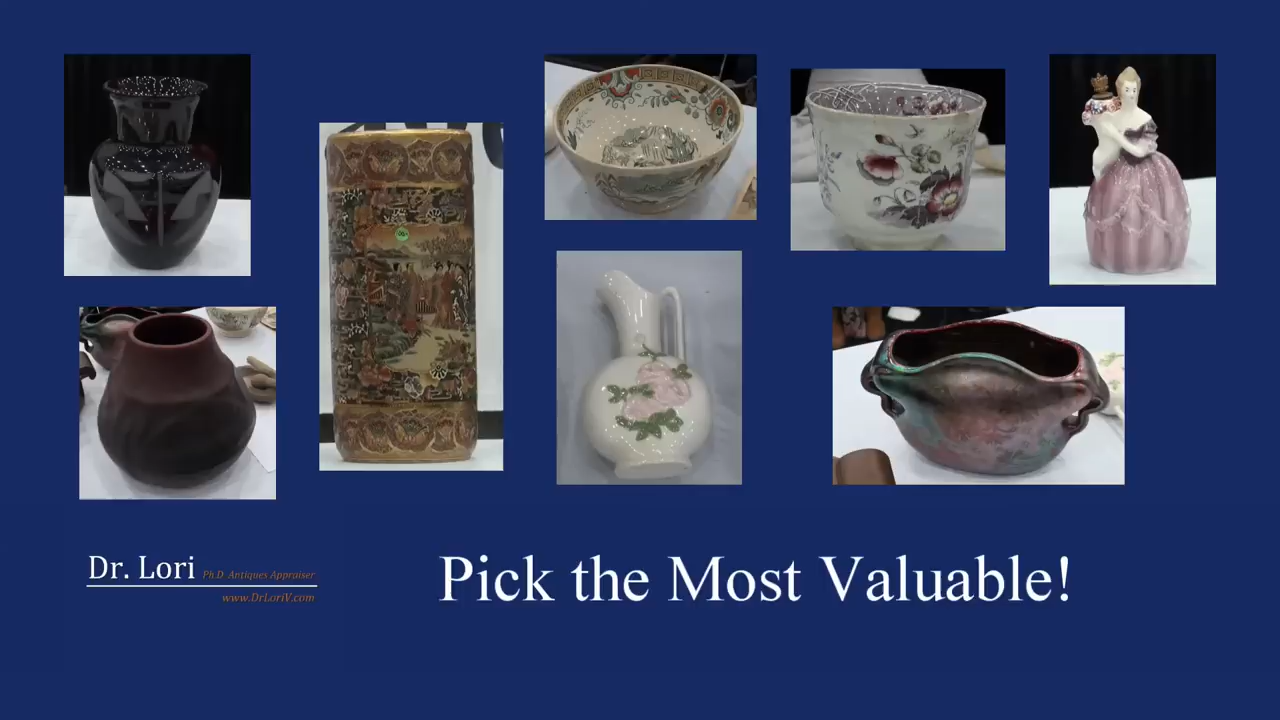 Dr. Lori Ph.D. Antiques Appraiser
www.DrLoriV.com
Pick the Most Valuable!